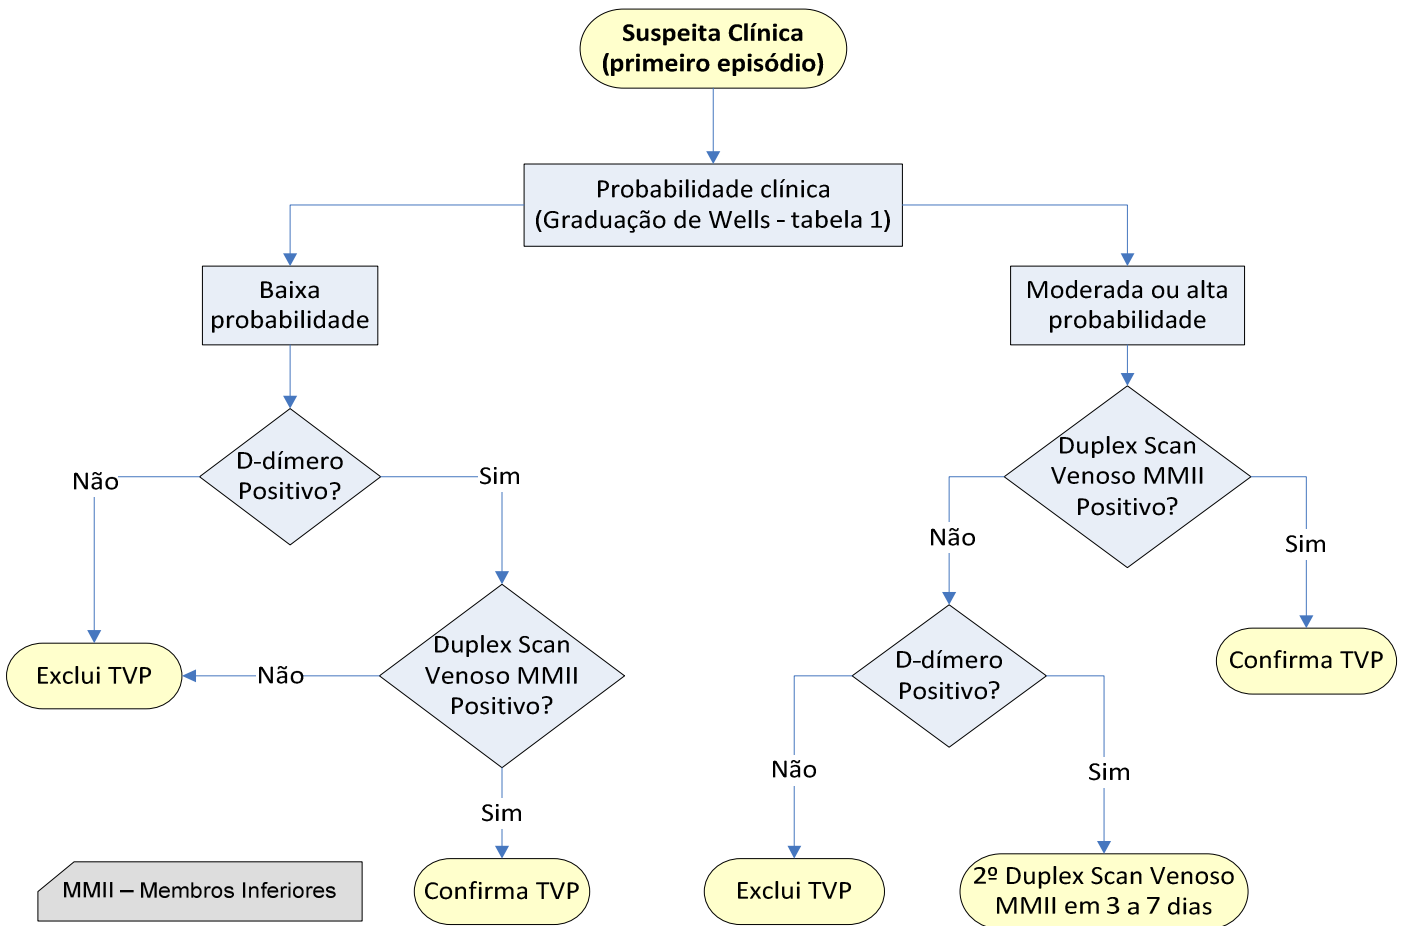 Suspeita Clínica
(primeiro episódio)
Probabilidade clínica
(Graduação de Wells - tabela 1)
Baixa
probabilidade
Moderada ou alta
probabilidade
D-dímero
Positivo?
Não
Sim
Duplex Scan
Venoso MMII
Positivo?
Não
Sim
Duplex Scan
Venoso MMII
Positivo?
Não
Exclui TVP
D-dímero
Positivo?
Confirma TVP
Não
Sim
Sim
MMII – Membros Inferiores
Confirma TVP
Exclui TVP
2º Duplex Scan Venoso
MMII em 3 a 7 dias